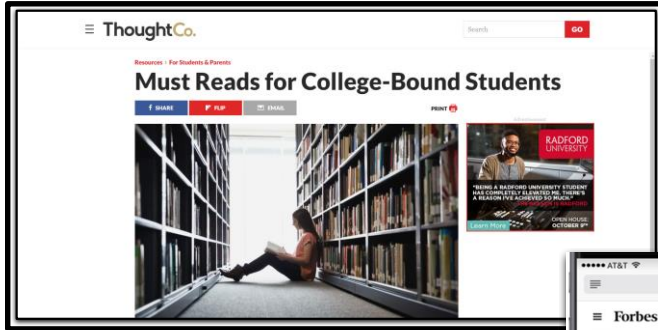 ThoughtCo.
Search
GO
Resources › For Students & Parents
Must Reads for College-Bound Students
SHARE
FLIP
EMAIL
PRINT
Advertisement
RADFORD
UNIVERSITY
"BEING A RADFORD UNIVERSITY STUDENT
HAS COMPLETELY ELEVATED ME. THERE'S
A REASON I'VE ACHIEVED SO MUCH."
OPEN HOUSE:
Learn More
OCTOBER 9TH
AT&T
Forbes